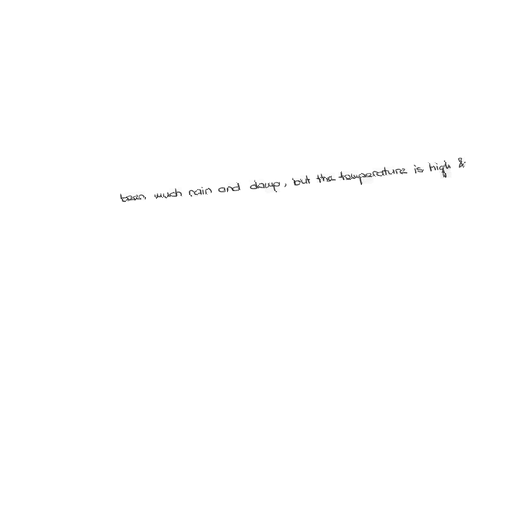 been much rain and damp, but the temperature is high &